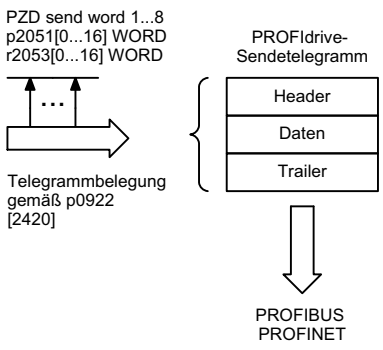 PZD send word 1...8
p2051[0...16] WORD
r2053[0...16] WORD
...
Telegrammbelegung
gemäß p0922
[2420]
PROFIdrive-
Sendetelegramm
Header
Daten
Trailer
PROFIBUS
PROFINET